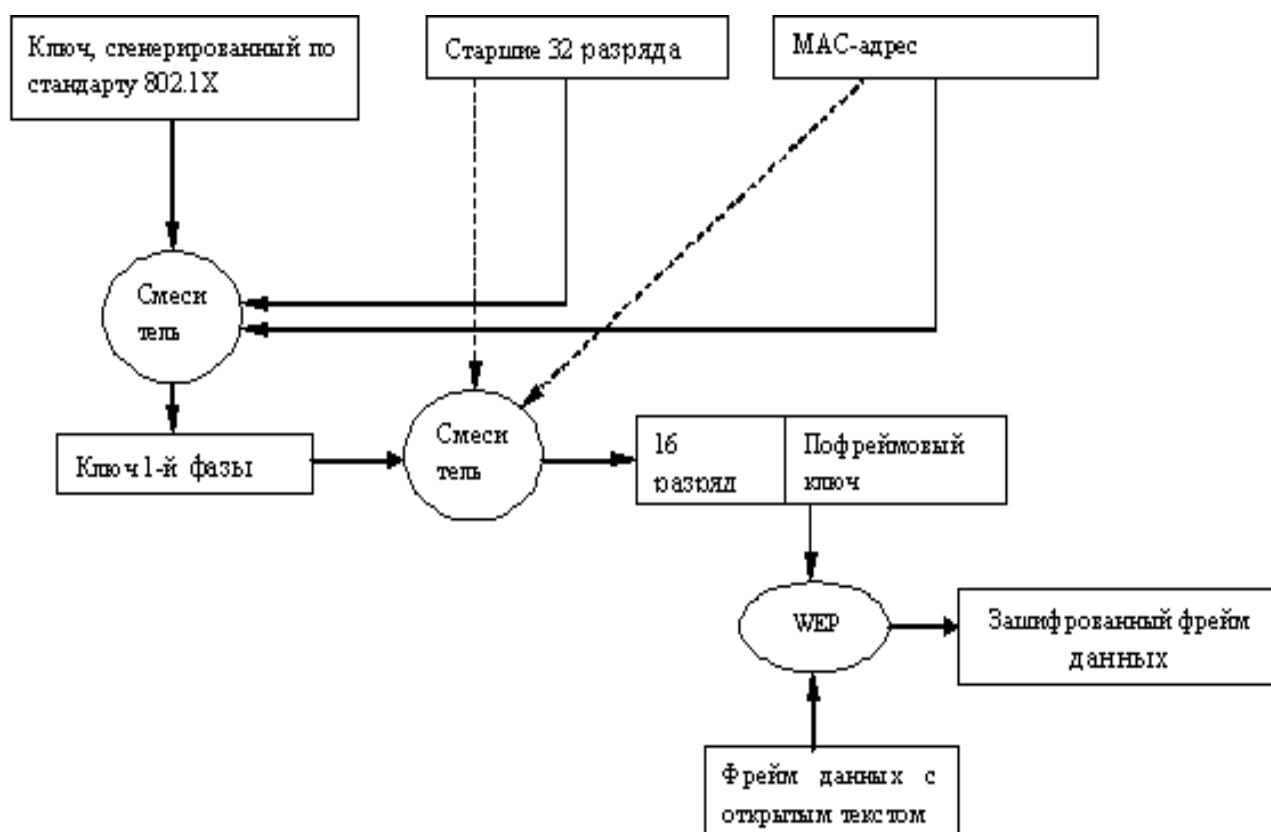 Ключ, сгенерированный по
стандарту 802.1X
Старшие 32 разряда
МАС-адрес
Смеси
тель
Ключ 1-й фазы
Смеси
тель
16
разряд
Пофреймовый
ключ
WEP
Зашифрованный фрейм
данных
Фрейм данных с
открытым текстом